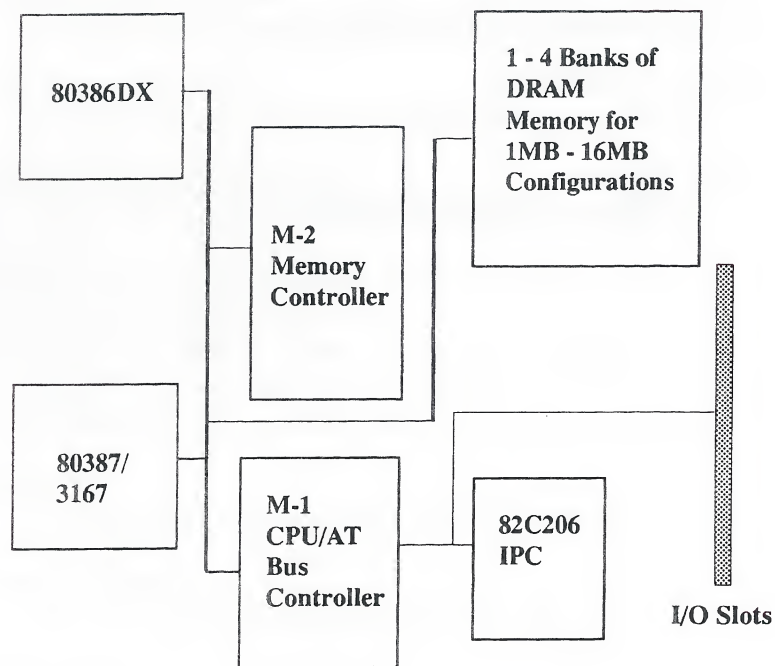 80386DX
1 - 4 Banks of
DRAM
Memory for
1MB - 16MB
Configurations
M-2
Memory
Controller
80387/
3167
M-1
CPU/AT
Bus
Controller
82C206
IPC
I/O Slots